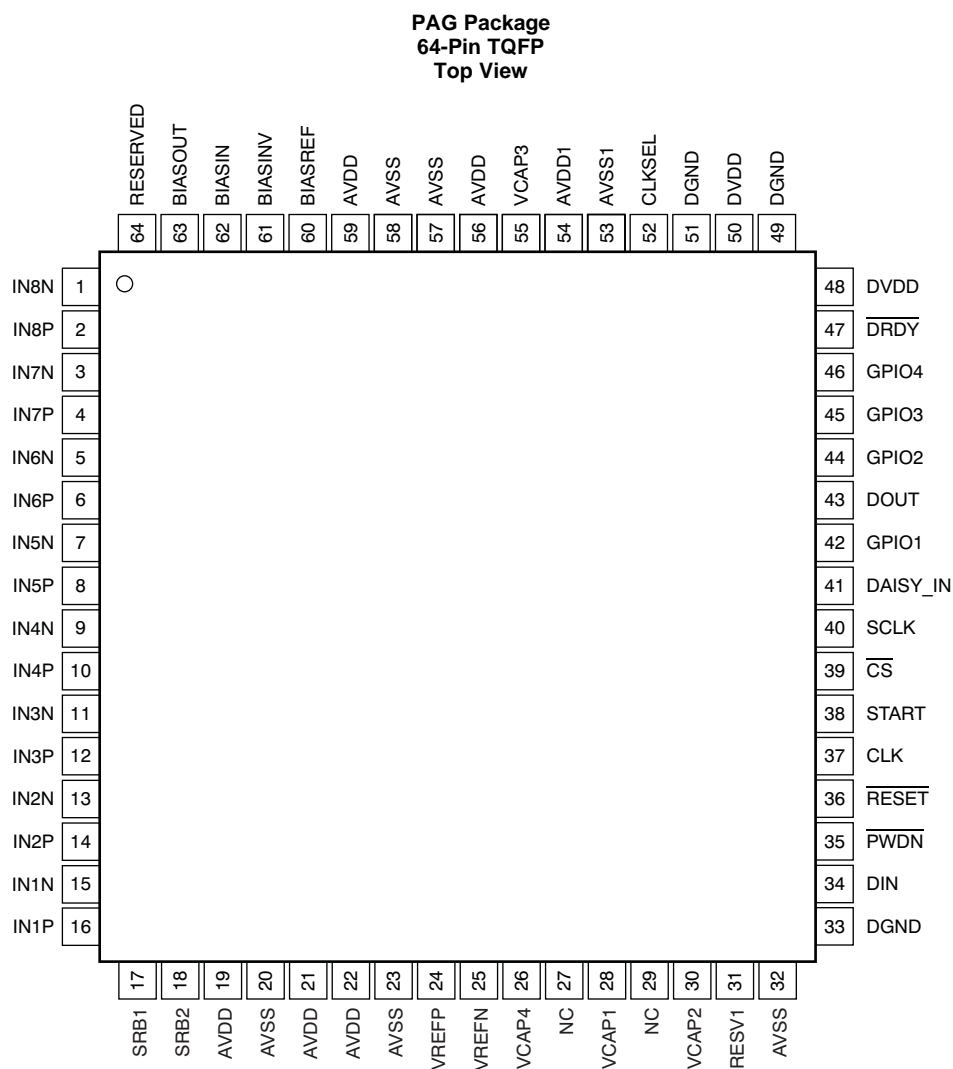 PAG Package
64-Pin TQFP
Top View
RESERVED
BIASOUT
BIASIN
BIASINV
BIASREF
AVDD
AVSS
AVSS
AVDD
VCAP3
AVDD1
AVSS1
CLKSEL
DGND
DVDD
DGND
64
63
62
61
60
59
58
57
56
55
54
53
52
51
50
49
IN8N 1
IN8P 2
IN7N 3
IN7P 4
IN6N 5
IN6P 6
IN5N 7
IN5P 8
IN4N 9
IN4P 10
IN3N 11
IN3P 12
IN2N 13
IN2P 14
IN1N 15
IN1P 16
48 DVDD
47 DRDY
46 GPIO4
45 GPIO3
44 GPIO2
43 DOUT
42 GPIO1
41 DAISY_IN
40 SCLK
39 CS
38 START
37 CLK
36 RESET
35 PWDN
34 DIN
33 DGND
17
18
19
20
21
22
23
24
25
26
27
28
29
30
31
32
SRB1
SRB2
AVDD
AVSS
AVDD
AVDD
AVSS
VREFP
VREFN
VCAP4
NC
VCAP1
NC
VCAP2
RESV1
AVSS